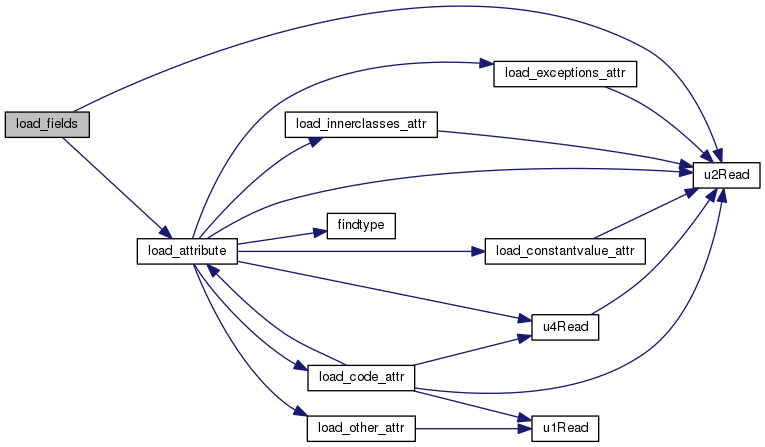 load_exceptions_attr
load_fields
load_innerclasses_attr
u2Read
findtype
load_attribute
load_constantvalue_attr
u4Read
load_code_attr
load_other_attr
u1Read